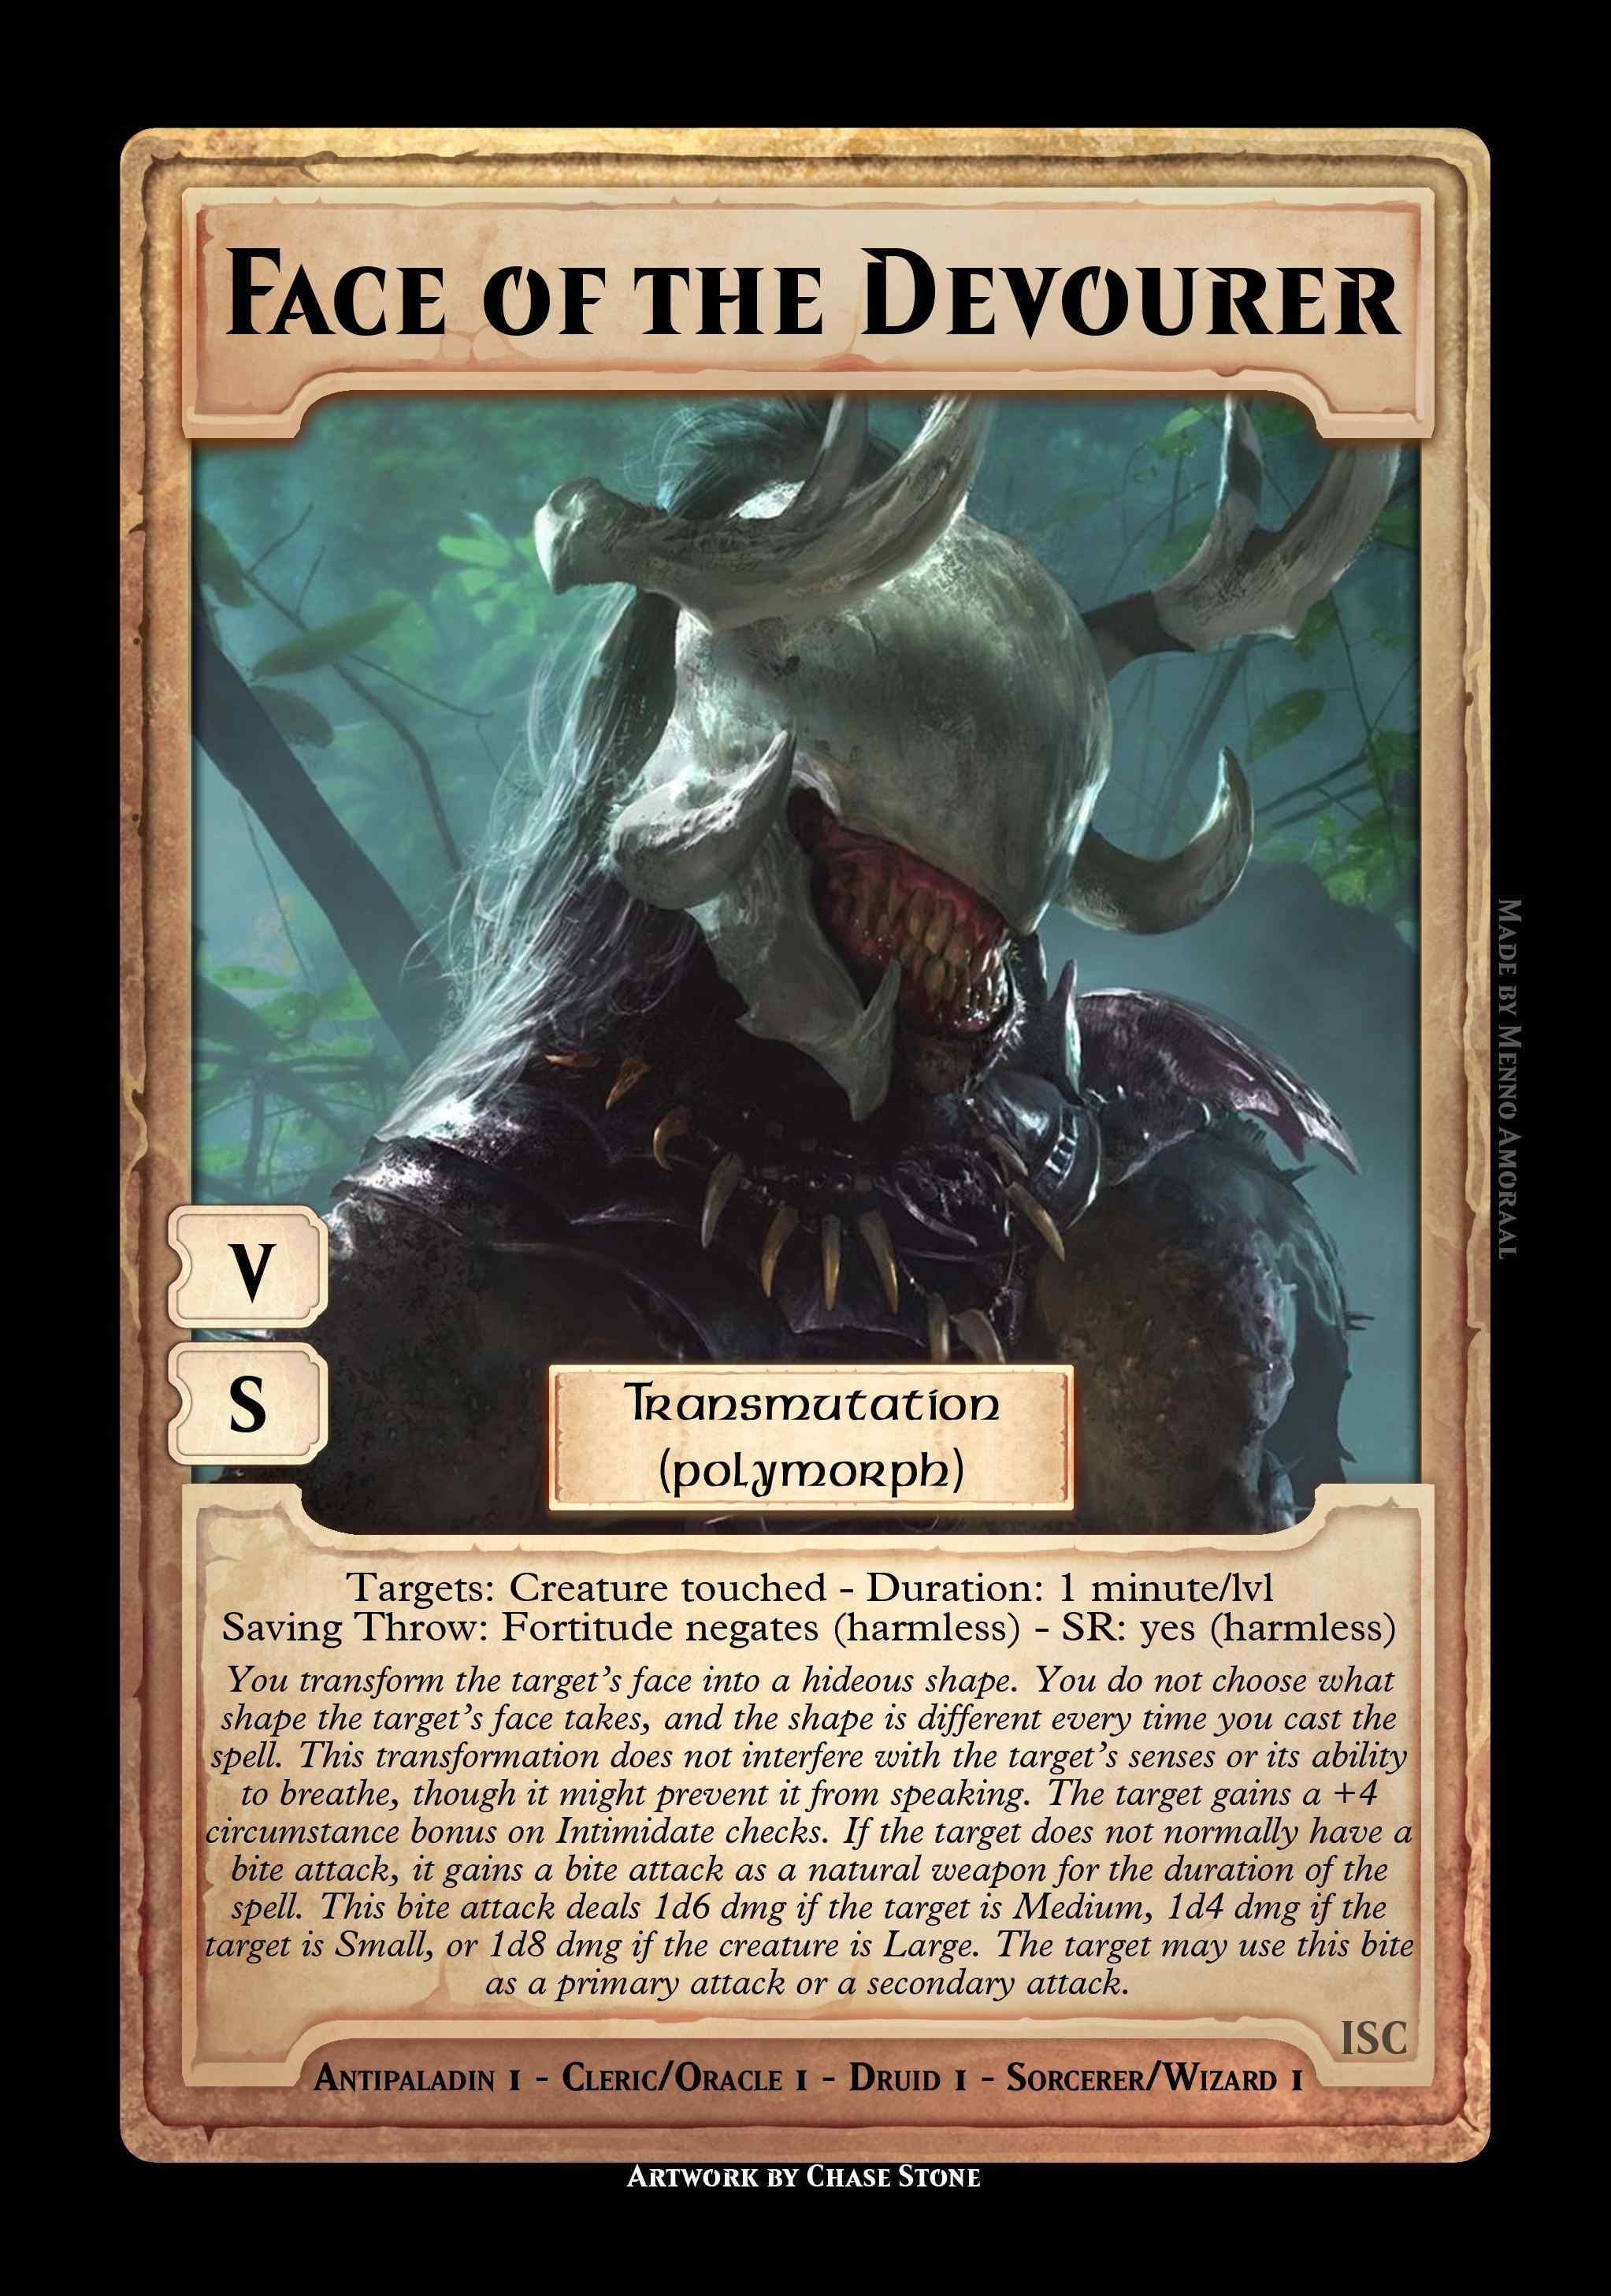 Face of the Devourer
V
S
Transmutation
(polymorph)
Targets: Creature touched - Duration: 1 minute/lvl
Saving Throw: Fortitude negates (harmless) - SR: yes (harmless)
You transform the target's face into a hideous shape. You do not choose what
shape the target's face takes, and the shape is different every time you cast the
spell. This transformation does not interfere with the target's senses or its ability
to breathe, though it might prevent it from speaking. The target gains a +4
circumstance bonus on Intimidate checks. If the target does not normally have a
bite attack, it gains a bite attack as a natural weapon for the duration of the
spell. This bite attack deals 1d6 dmg if the target is Medium, 1d4 dmg if the
target is Small, or 1d8 dmg if the creature is Large. The target may use this bite
as a primary attack or a secondary attack.
ISC
Antipaladin 1 - Cleric/Oracle 1 - Druid 1 - Sorcerer/Wizard 1
Artwork by Chase Stone
Made by Menno Amoraal